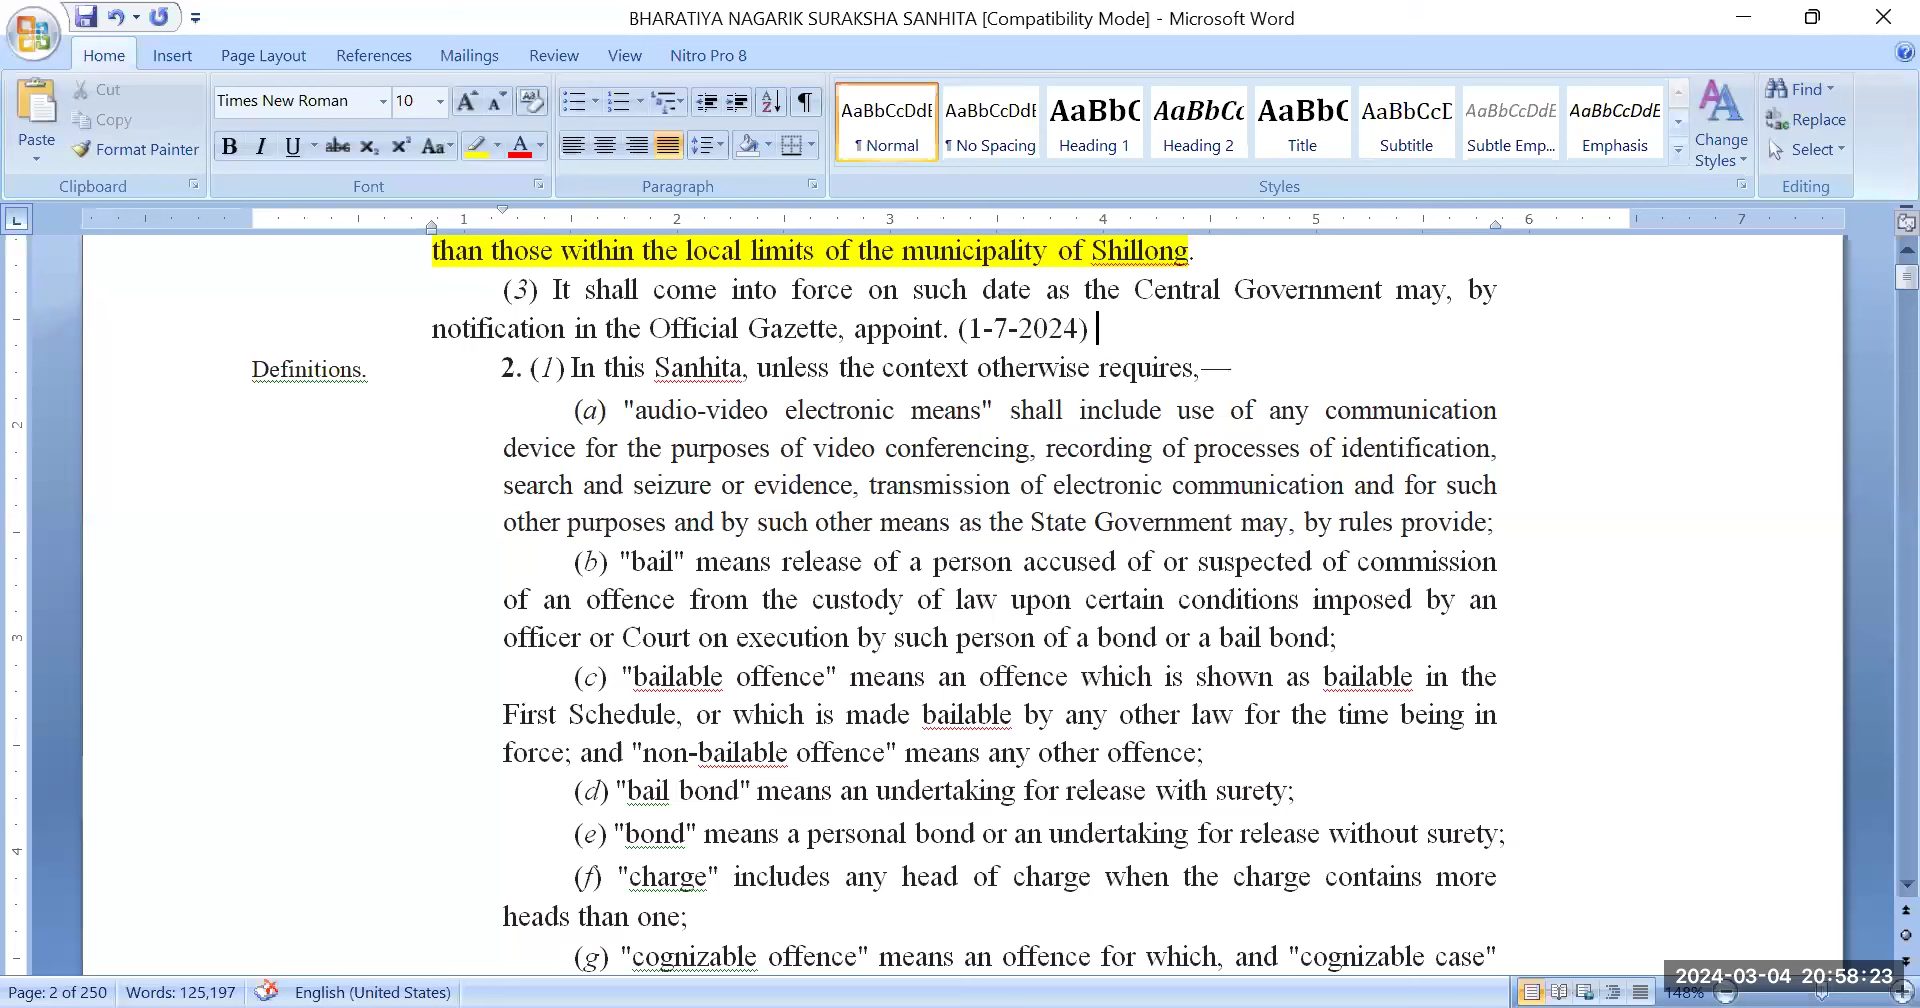 BHARATIYA NAGARIK SURAKSHA SANHITA [Compatibility Mode] - Microsoft Word
Home Insert Page Layout References Mailings Review View Nitro Pro 8
Paste
Cut
Copy
Format Painter
Clipboard
Times New Roman 10
B I U abc x₂ x² Aa A
Font
Paragraph
AaBbCcDdE AaBbCcDdE AaBbC AaBbCc AaBbC AaBbCcD AaBbCcDdE AaBbCcDdE
¶ Normal ¶ No Spacing Heading 1 Heading 2 Title Subtitle Subtle Emp... Emphasis
Change
Styles
Styles
Find
Replace
Select
Editing
1 2 3 4 5 6 7
than those within the local limits of the municipality of Shillong.
(3) It shall come into force on such date as the Central Government may, by
notification in the Official Gazette, appoint. (1-7-2024)
Definitions.
2. (1) In this Sanhita, unless the context otherwise requires,—
(a) "audio-video electronic means" shall include use of any communication
device for the purposes of video conferencing, recording of processes of identification,
search and seizure or evidence, transmission of electronic communication and for such
other purposes and by such other means as the State Government may, by rules provide;
(b) "bail" means release of a person accused of or suspected of commission
of an offence from the custody of law upon certain conditions imposed by an
officer or Court on execution by such person of a bond or a bail bond;
(c) "bailable offence" means an offence which is shown as bailable in the
First Schedule, or which is made bailable by any other law for the time being in
force; and "non-bailable offence" means any other offence;
(d) "bail bond" means an undertaking for release with surety;
(e) "bond" means a personal bond or an undertaking for release without surety;
(f) "charge" includes any head of charge when the charge contains more
heads than one;
(g) "cognizable offence" means an offence for which, and "cognizable case"
2
3
4
Page: 2 of 250 Words: 125,197 English (United States) 148%
2024-03-04 20:58:23